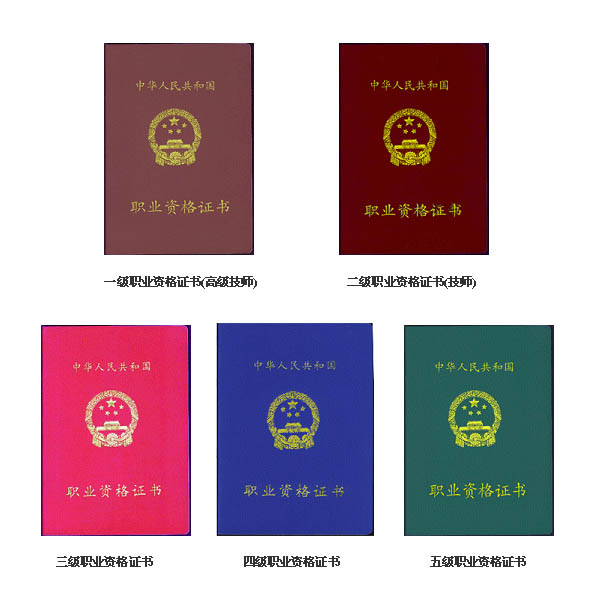 中华人民共和国
职业资格证书
一级职业资格证书(高级技师)
中华人民共和国
职业资格证书
二级职业资格证书(技师)
中华人民共和国
职业资格证书
三级职业资格证书
中华人民共和国
职业资格证书
四级职业资格证书
中华人民共和国
职业资格证书
五级职业资格证书